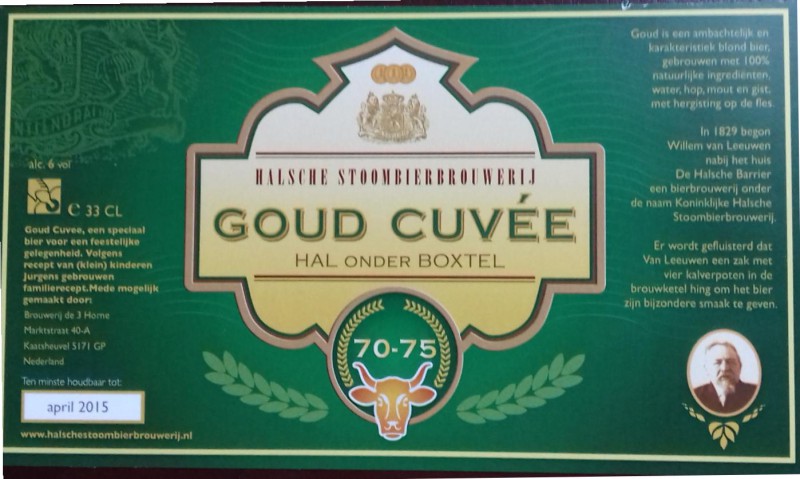 alc. 6 vol
℮ 33 CL
Goud Cuvee, een speciaal
bier voor een feestelijke
gelegenheid. Volgens
recept van (klein) kinderen
Jurgens gebrouwen
familierecept.Mede mogelijk
gemaakt door:
Brouwerij de 3 Horne
Marktstraat 40-A
Kaatsheuvel 5171 GP
Nederland
Ten minste houdbaar tot:
april 2015
www.halschestoombierbrouwerij.nl
HALSCHE STOOMBIERBROUWERIJ
GOUD CUVÉE
HAL ONDER BOXTEL
70-75
Goud is een ambachtelijk en
karakteristiek blond bier,
gebrouwen met 100%
natuurlijke ingrediënten,
water, hop, mout en gist.
met hergisting op de fles.
In 1829 begon
Willem van Leeuwen
nabij het huis
De Halsche Barrier
een bierbrouwerij onder
de naam Koninklijke Halsche
Stoombierbrouwerij.
Er wordt gefluisterd dat
Van Leeuwen een zak met
vier kalverpoten in de
brouwketel hing om het bier
zijn bijzondere smaak te geven.